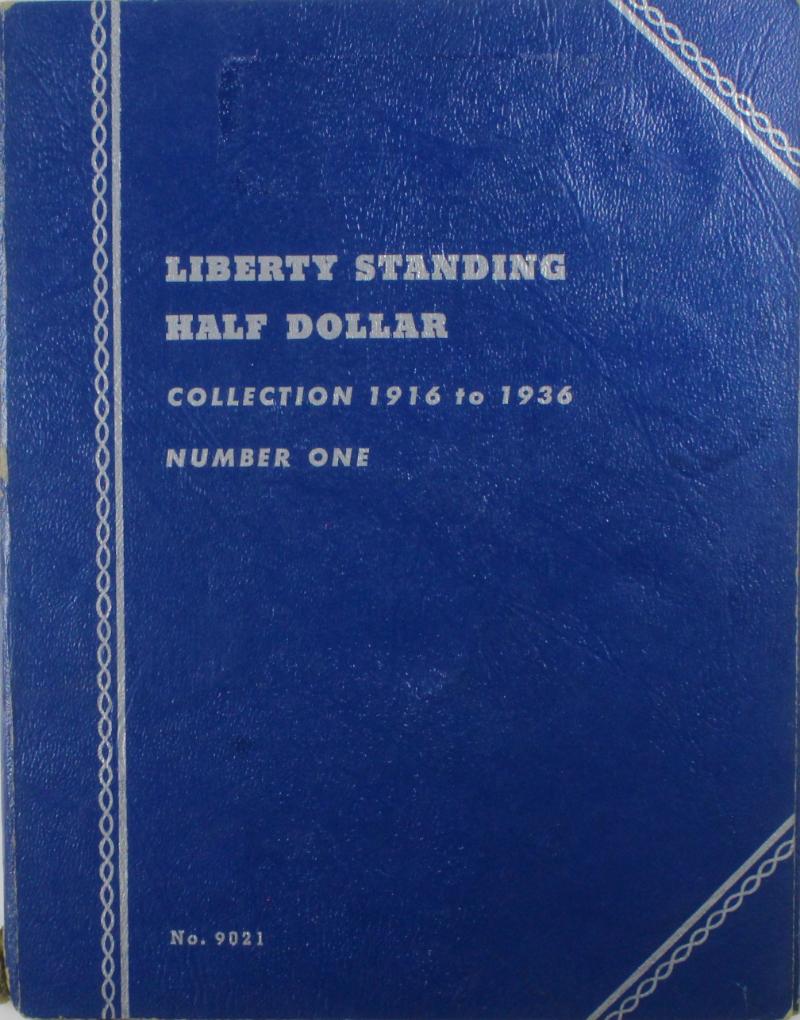 LIBERTY STANDING
HALF DOLLAR
COLLECTION 1916 to 1936
NUMBER ONE
No. 9021